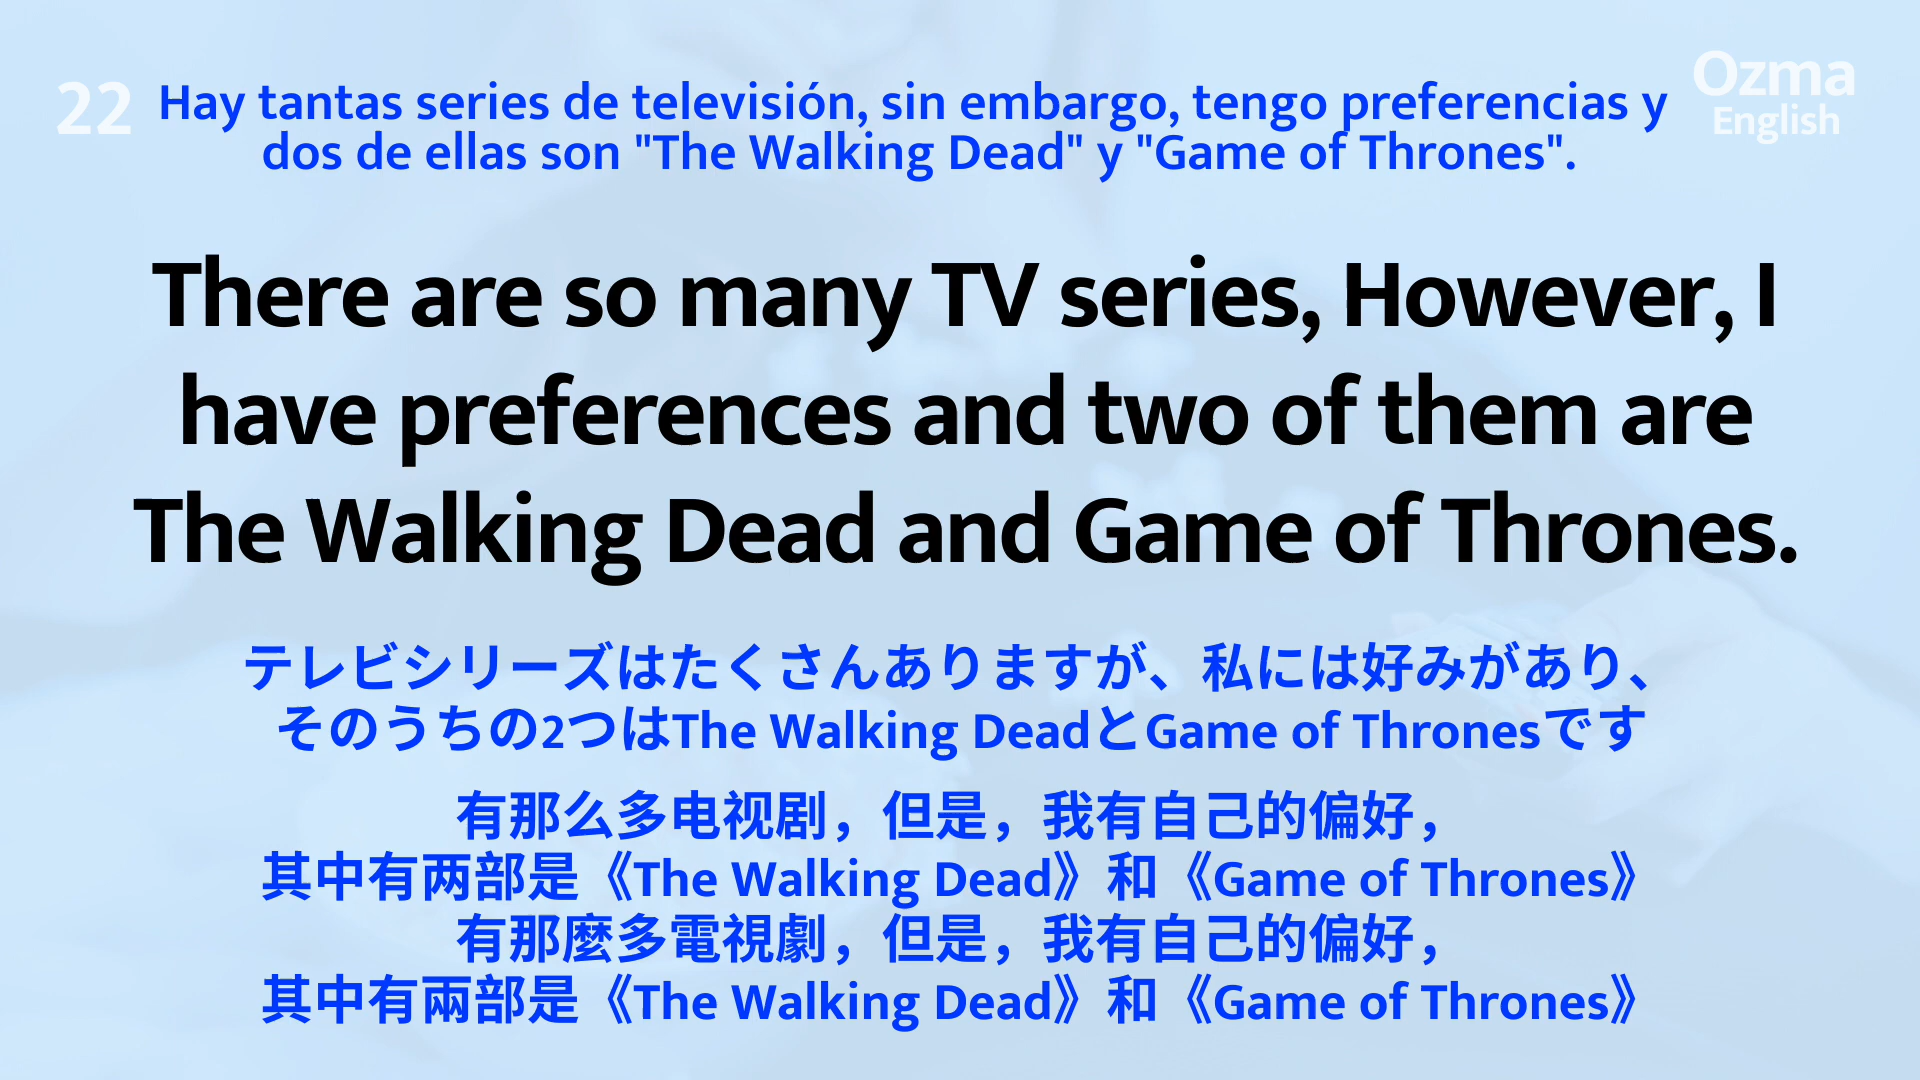 22
Hay tantas series de televisión, sin embargo, tengo preferencias y
dos de ellas son "The Walking Dead" y "Game of Thrones".
Ozma
English
There are so many TV series, However, I
have preferences and two of them are
The Walking Dead and Game of Thrones.
テレビシリーズはたくさんありますが、私には好みがあり、
そのうちの2つはThe Walking DeadとGame of Thronesです
有那么多电视剧，但是，我有自己的偏好，
其中有两部是《The Walking Dead》和《Game of Thrones》
有那麼多電視劇，但是，我有自己的偏好，
其中有兩部是《The Walking Dead》和《Game of Thrones》